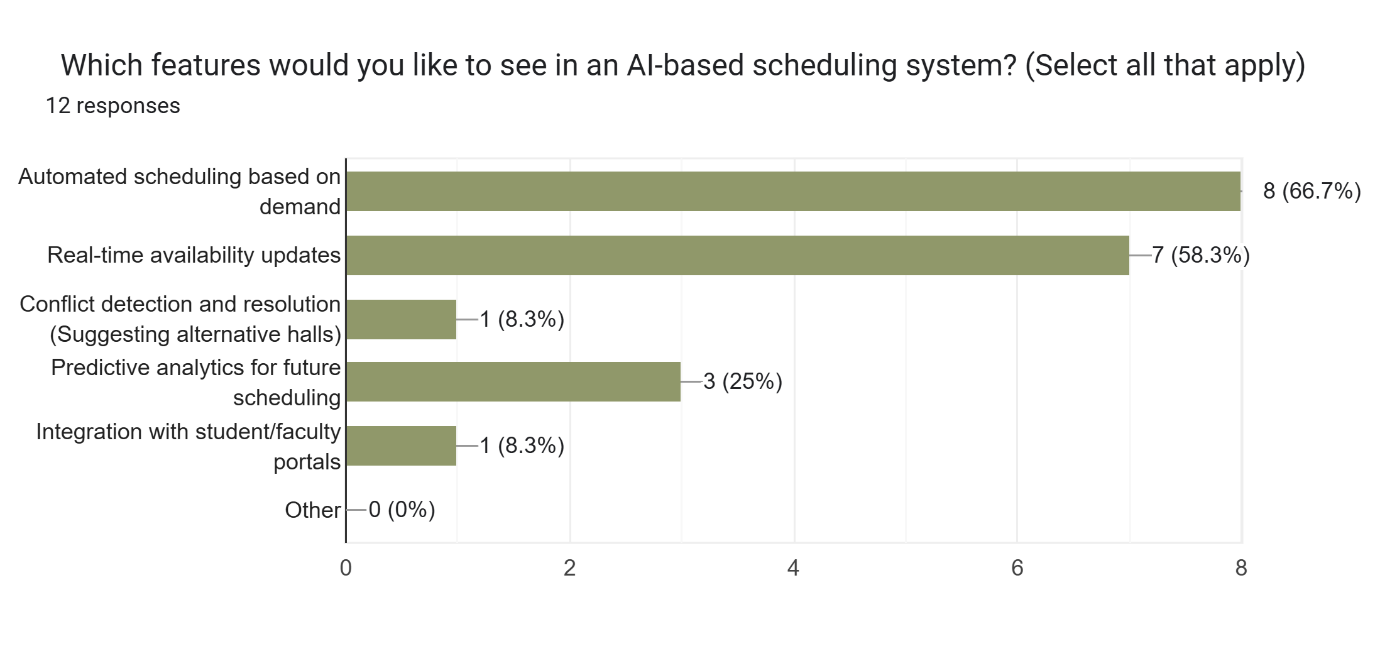 Which features would you like to see in an AI-based scheduling system? (Select all that apply)
12 responses
Automated scheduling based on
demand
8 (66.7%)
Real-time availability updates
7 (58.3%)
Conflict detection and resolution
(Suggesting alternative halls)
1 (8.3%)
Predictive analytics for future
scheduling
3 (25%)
Integration with student/faculty
portals
1 (8.3%)
Other
0 (0%)
0 2 4 6 8